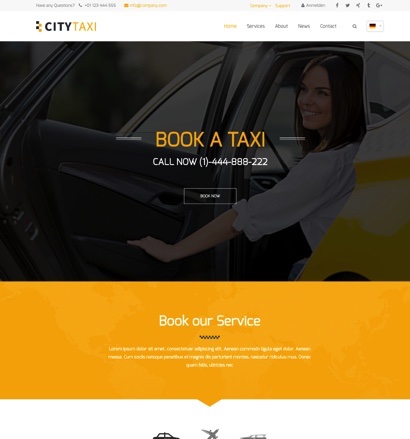 Have any Questions? +01 123 444 555 info@company.com Company Support Anmelden
CITYTAXI Home Services About News Contact
BOOK A TAXI
CALL NOW (1)-444-888-222
BOOK NOW
Book our Service
Lorem ipsum dolor sit amet, consectetuer adipiscing elit. Aenean commodo ligula eget dolor. Aenean
massa. Cum sociis natoque penatibus et magnis dis parturient montes, nascetur ridiculus mus. Donec
quam felis, ultricies nec